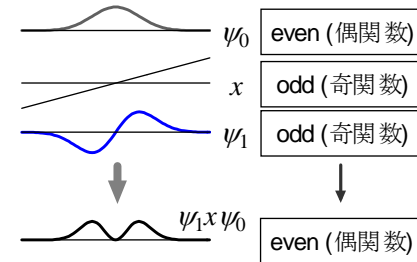 ψ0 even (偶関数)
x odd (奇関数)
ψ1 odd (奇関数)
ψ1xψ0 even (偶関数)